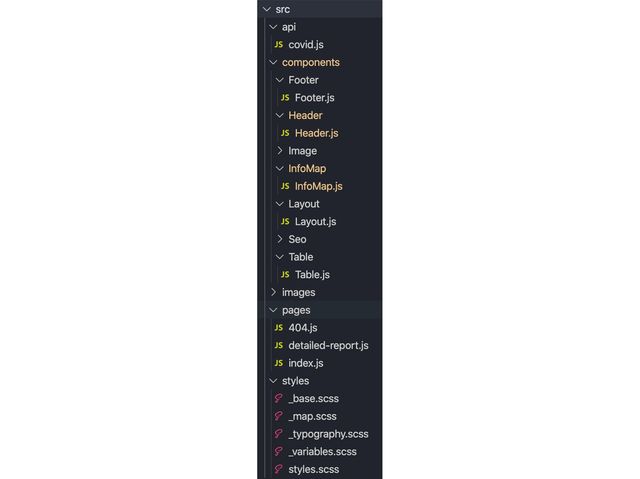 src
api
JS covid.js
components
Footer
JS Footer.js
Header
JS Header.js
Image
InfoMap
JS InfoMap.js
Layout
JS Layout.js
Seo
Table
JS Table.js
images
pages
JS 404.js
JS detailed-report.js
JS index.js
styles
_base.scss
_map.scss
_typography.scss
_variables.scss
styles.scss